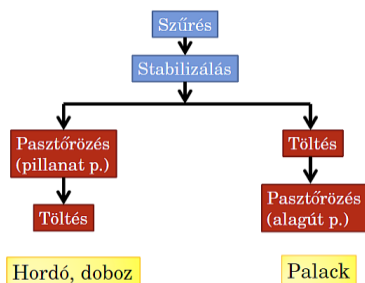 Szűrés
Stabilizálás
Pasztőrözés
(pillanat p.)
Töltés
Töltés
Pasztőrözés
(alagút p.)
Hordó, doboz
Palack